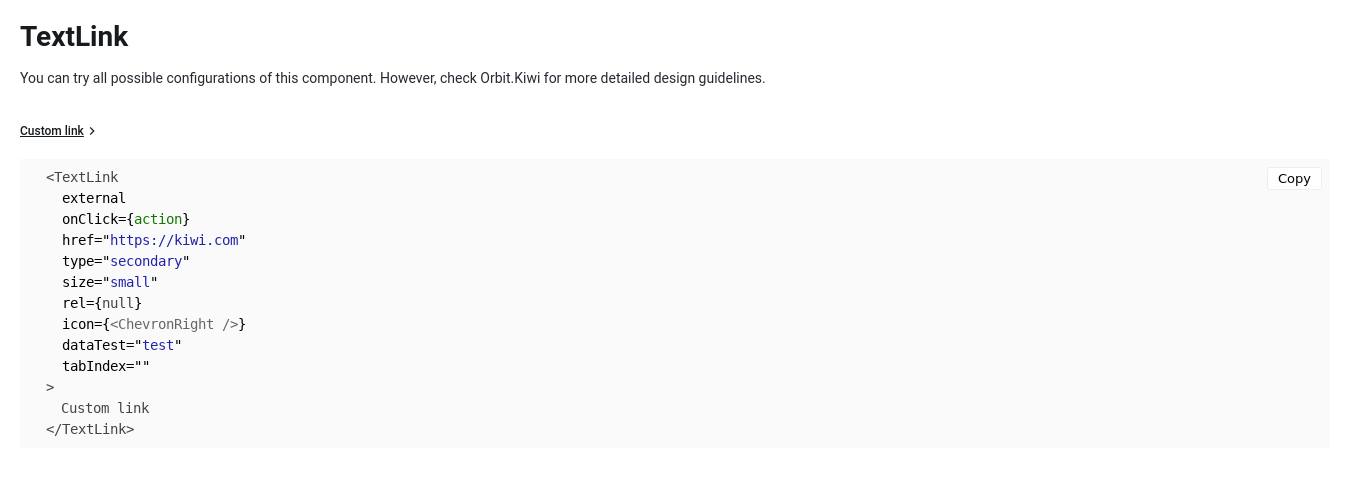 TextLink
You can try all possible configurations of this component. However, check Orbit.Kiwi for more detailed design guidelines.
Custom link
<TextLink
Copy
external
onClick={action}
href="https://kiwi.com"
type="secondary"
size="small"
rel={null}
icon={<ChevronRight />}
dataTest="test"
tabIndex=""
>
Custom link
</TextLink>